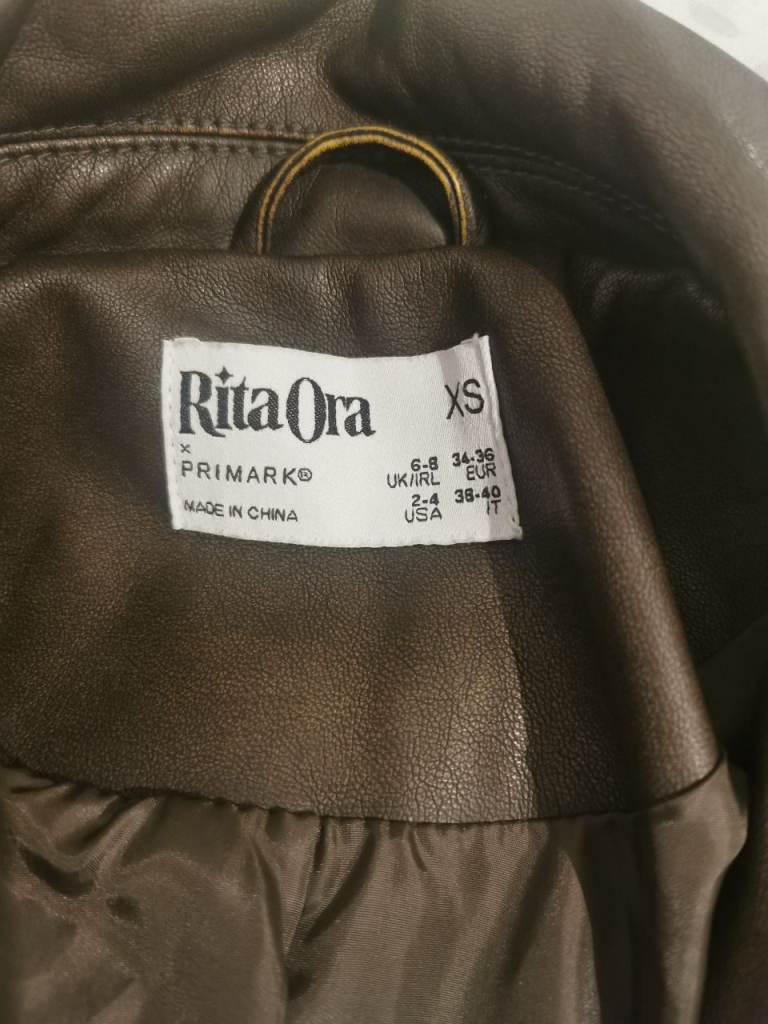 Rita Ora XS
×
PRIMARK®
6-8 34-36
UK/IRL EUR
2-4 38-40
USA IT
MADE IN CHINA